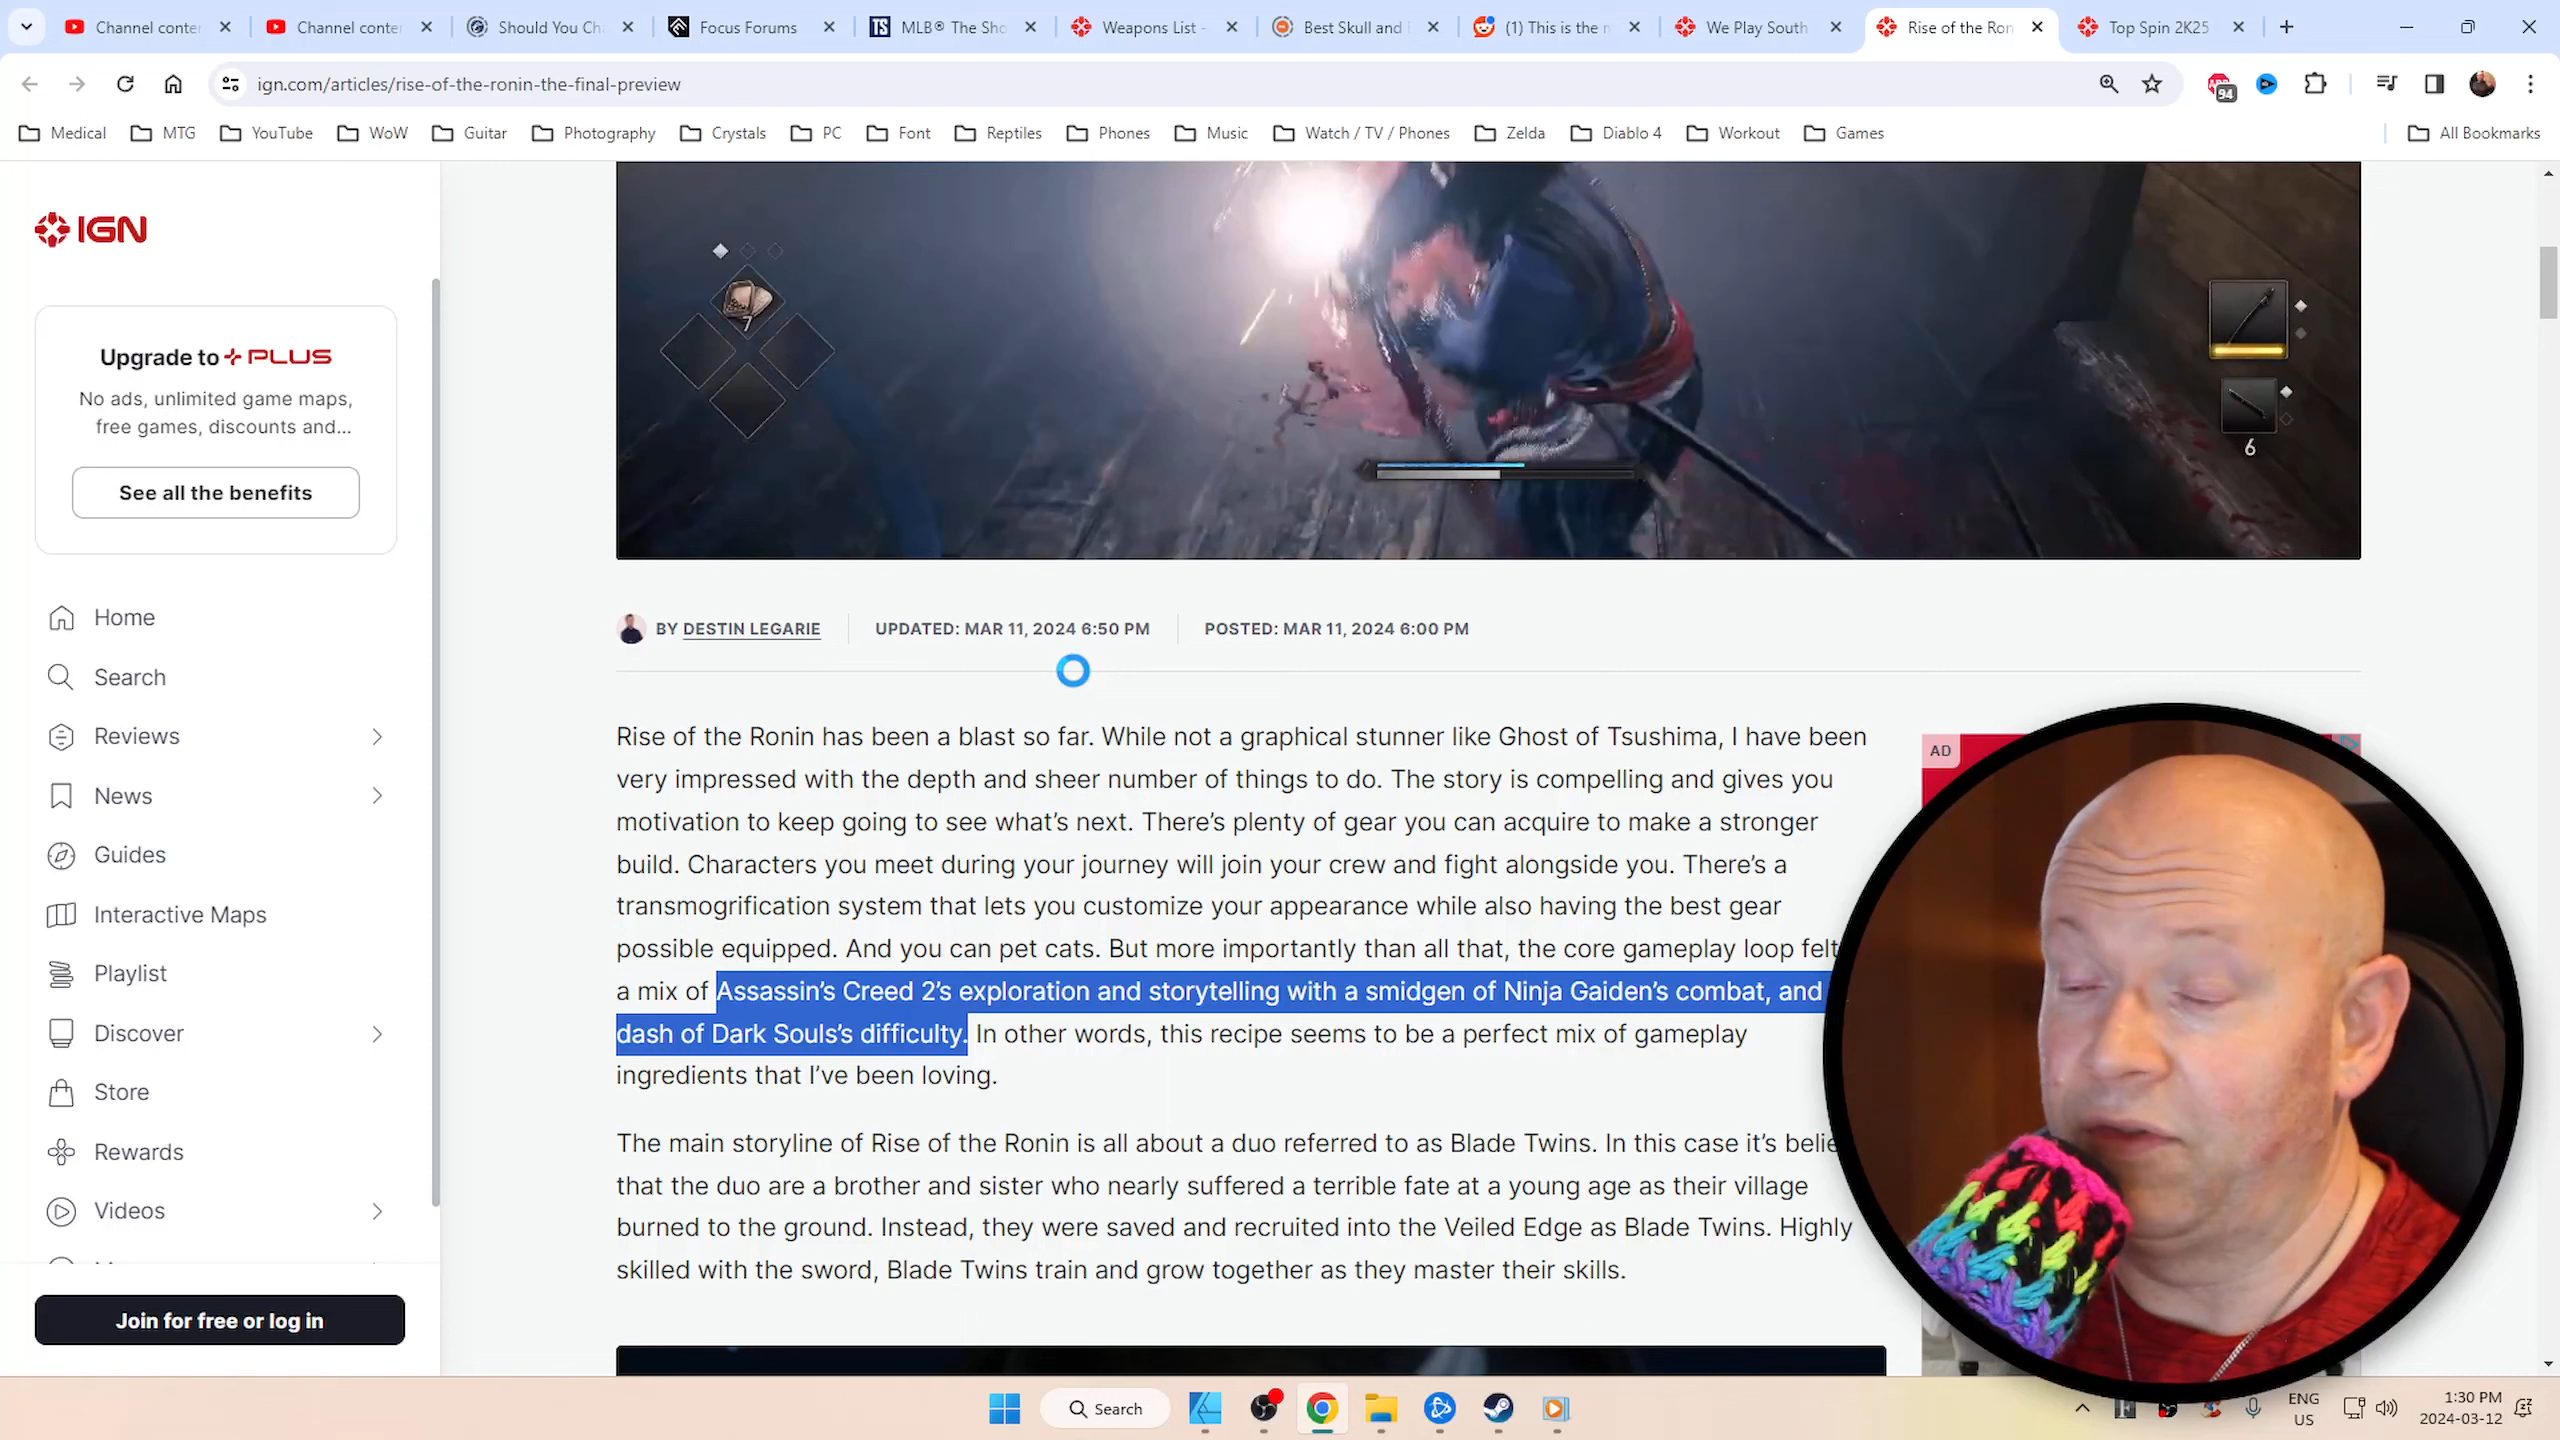 Channel conter
Channel conter
Should You Cha
Focus Forums
MLB® The Sho
Weapons List -
Best Skull and
(1) This is the m
We Play South
Rise of the Ron
Top Spin 2K25
ign.com/articles/rise-of-the-ronin-the-final-preview
94
Medical
MTG
YouTube
WoW
Guitar
Photography
Crystals
PC
Font
Reptiles
Phones
Music
Watch / TV / Phones
Zelda
Diablo 4
Workout
Games
All Bookmarks
IGN
Upgrade to + PLUS
No ads, unlimited game maps,
free games, discounts and...
See all the benefits
Home
Search
Reviews
News
Guides
Interactive Maps
Playlist
Discover
Store
Rewards
Videos
Join for free or log in
7
6
BY DESTIN LEGARIE
UPDATED: MAR 11, 2024 6:50 PM
POSTED: MAR 11, 2024 6:00 PM
Rise of the Ronin has been a blast so far. While not a graphical stunner like Ghost of Tsushima, I have been
very impressed with the depth and sheer number of things to do. The story is compelling and gives you
motivation to keep going to see what’s next. There’s plenty of gear you can acquire to make a stronger
build. Characters you meet during your journey will join your crew and fight alongside you. There’s a
transmogrification system that lets you customize your appearance while also having the best gear
possible equipped. And you can pet cats. But more importantly than all that, the core gameplay loop felt
a mix of Assassin’s Creed 2’s exploration and storytelling with a smidgen of Ninja Gaiden’s combat, and
dash of Dark Souls’s difficulty. In other words, this recipe seems to be a perfect mix of gameplay
ingredients that I’ve been loving.
The main storyline of Rise of the Ronin is all about a duo referred to as Blade Twins. In this case it’s belie
that the duo are a brother and sister who nearly suffered a terrible fate at a young age as their village
burned to the ground. Instead, they were saved and recruited into the Veiled Edge as Blade Twins. Highly
skilled with the sword, Blade Twins train and grow together as they master their skills.
AD
Search
ENG
US
1:30 PM
2024-03-12